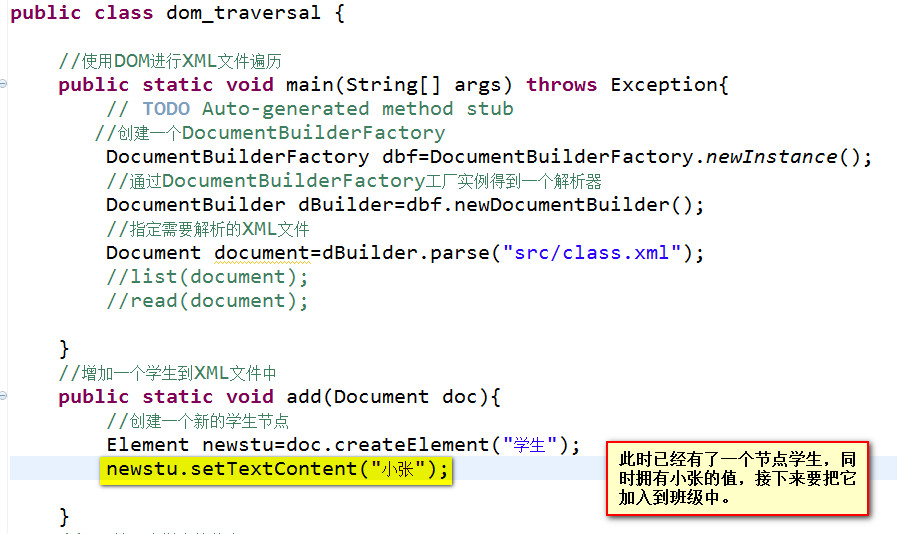 public class dom_traversal {
//使用DOM进行XML文件遍历
public static void main(String[] args) throws Exception{
// TODO Auto-generated method stub
//创建一个DocumentBuilderFactory
DocumentBuilderFactory dbf=DocumentBuilderFactory.newInstance();
//通过DocumentBuilderFactory工厂实例得到一个解析器
DocumentBuilder dBuilder=dbf.newDocumentBuilder();
//指定需要解析的XML文件
Document document=dBuilder.parse("src/class.xml");
//list(document);
//read(document);
}
//增加一个学生到XML文件中
public static void add(Document doc){
//创建一个新的学生节点
Element newstu=doc.createElement("学生");
newstu.setTextContent("小张");
此时已经有了一个节点学生，同
时拥有小张的值，接下来要把它
加入到班级中。
}